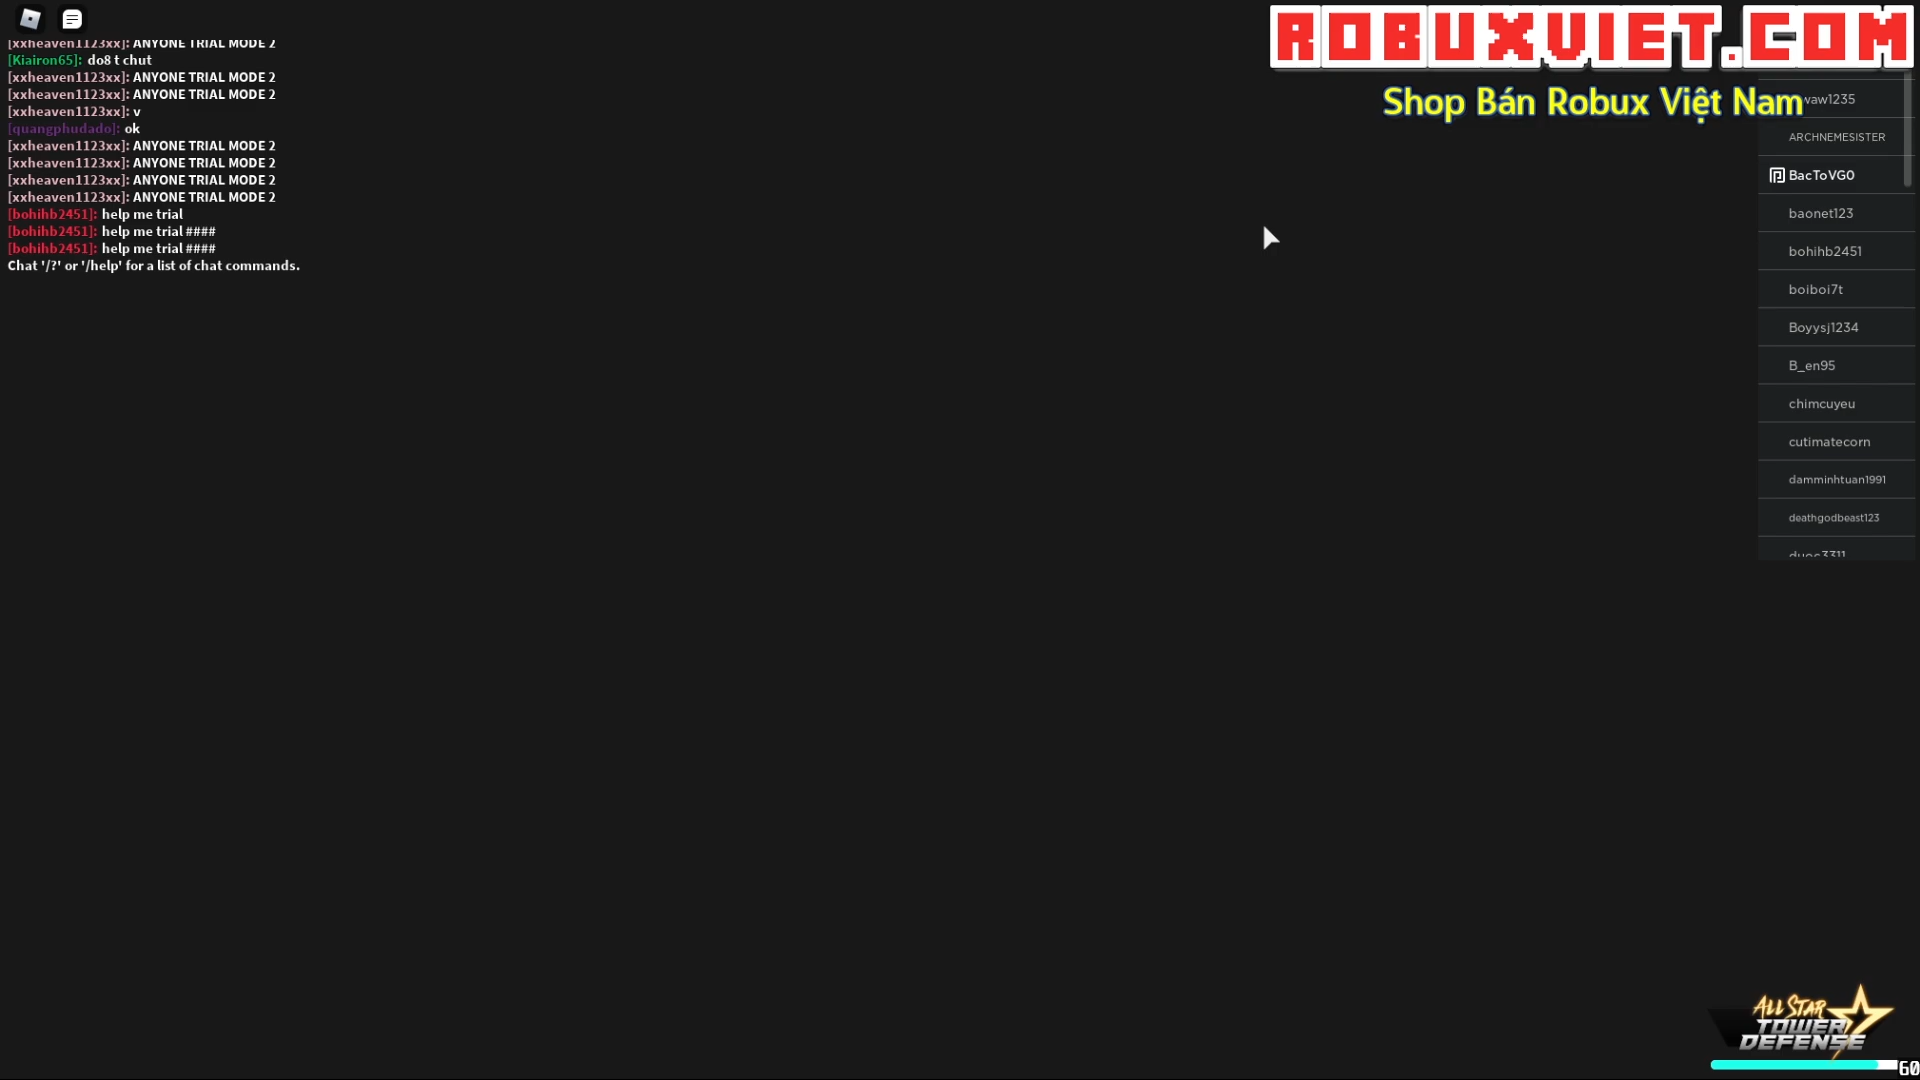 [xxheaven1123xx]: ANYONE TRIAL MODE 2
[Kiairon65]: do8 t chut
[xxheaven1123xx]: ANYONE TRIAL MODE 2
[xxheaven1123xx]: ANYONE TRIAL MODE 2
[xxheaven1123xx]: v
[quangphudado]: ok
[xxheaven1123xx]: ANYONE TRIAL MODE 2
[xxheaven1123xx]: ANYONE TRIAL MODE 2
[xxheaven1123xx]: ANYONE TRIAL MODE 2
[xxheaven1123xx]: ANYONE TRIAL MODE 2
[bohihb2451]: help me trial
[bohihb2451]: help me trial ####
[bohihb2451]: help me trial ####
Chat '/?' or '/help' for a list of chat commands.
ROBUXVIET.COM
Shop Bán Robux Việt Nam
ARCHNEMESISTER
BacToVG0
baonet123
bohihb2451
boiboi7t
Boyysj1234
B_en95
chimcuyeu
cutimatecorn
damminhtuan1991
deathgodbeast123
ALL STAR
TOWER
DEFENSE
60